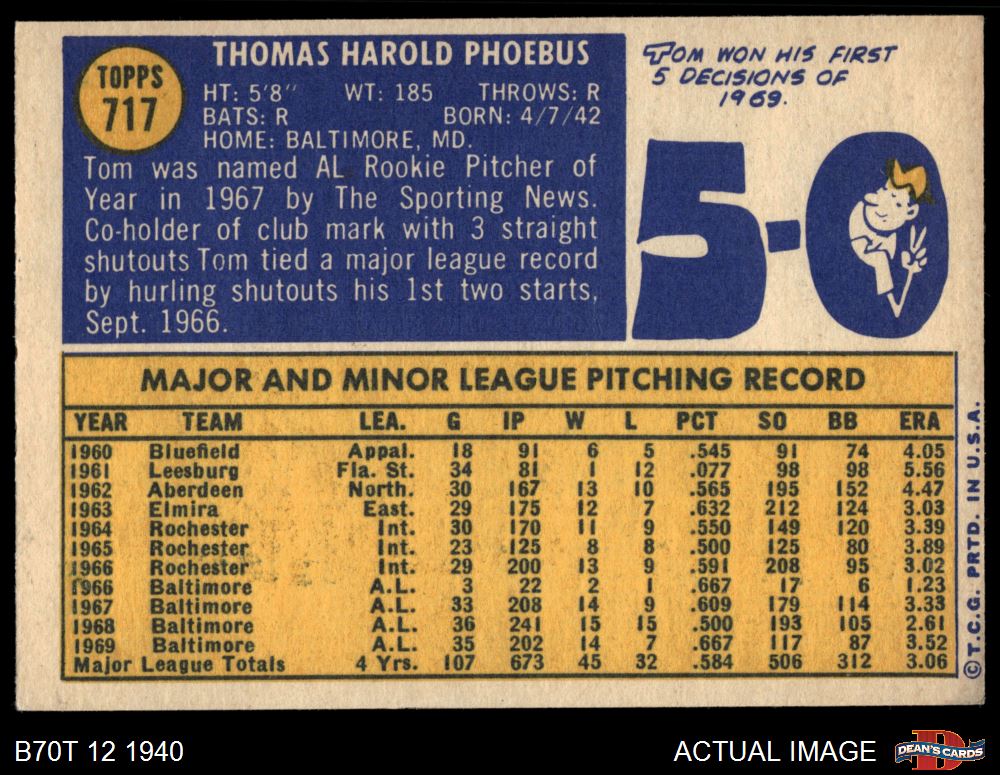 TOPPS
717
THOMAS HAROLD PHOEBUS
HT: 5'8" WT: 185 THROWS: R
BATS: R BORN: 4/7/42
HOME: BALTIMORE, MD.
Tom was named AL Rookie Pitcher of
Year in 1967 by The Sporting News.
Co-holder of club mark with 3 straight
shutouts Tom tied a major league record
by hurling shutouts his 1st two starts,
Sept. 1966.
TOM WON HIS FIRST
5 DECISIONS OF
1969.
5-0
MAJOR AND MINOR LEAGUE PITCHING RECORD
YEAR TEAM LEA. G IP W L PCT SO BB ERA
1960 Bluefield Appal. 18 91 6 5 .545 91 74 4.05
1961 Leesburg Fla. St. 34 81 1 12 .077 98 98 5.56
1962 Aberdeen North. 30 167 13 10 .565 195 152 4.47
1963 Elmira East. 29 175 12 7 .632 212 124 3.03
1964 Rochester Int. 30 170 11 9 .550 149 120 3.39
1965 Rochester Int. 23 125 8 8 .500 125 80 3.89
1966 Rochester Int. 29 200 13 9 .591 208 95 3.02
1966 Baltimore A.L. 3 22 2 1 .667 17 6 1.23
1967 Baltimore A.L. 33 208 14 9 .609 179 114 3.33
1968 Baltimore A.L. 36 241 15 15 .500 193 105 2.61
1969 Baltimore A.L. 35 202 14 7 .667 117 87 3.52
Major League Totals 4 Yrs. 107 673 45 32 .584 506 312 3.06
© T.C.G. PRTD. IN U.S.A.
B70T 12 1940
ACTUAL IMAGE
D
DEAN'S CARDS